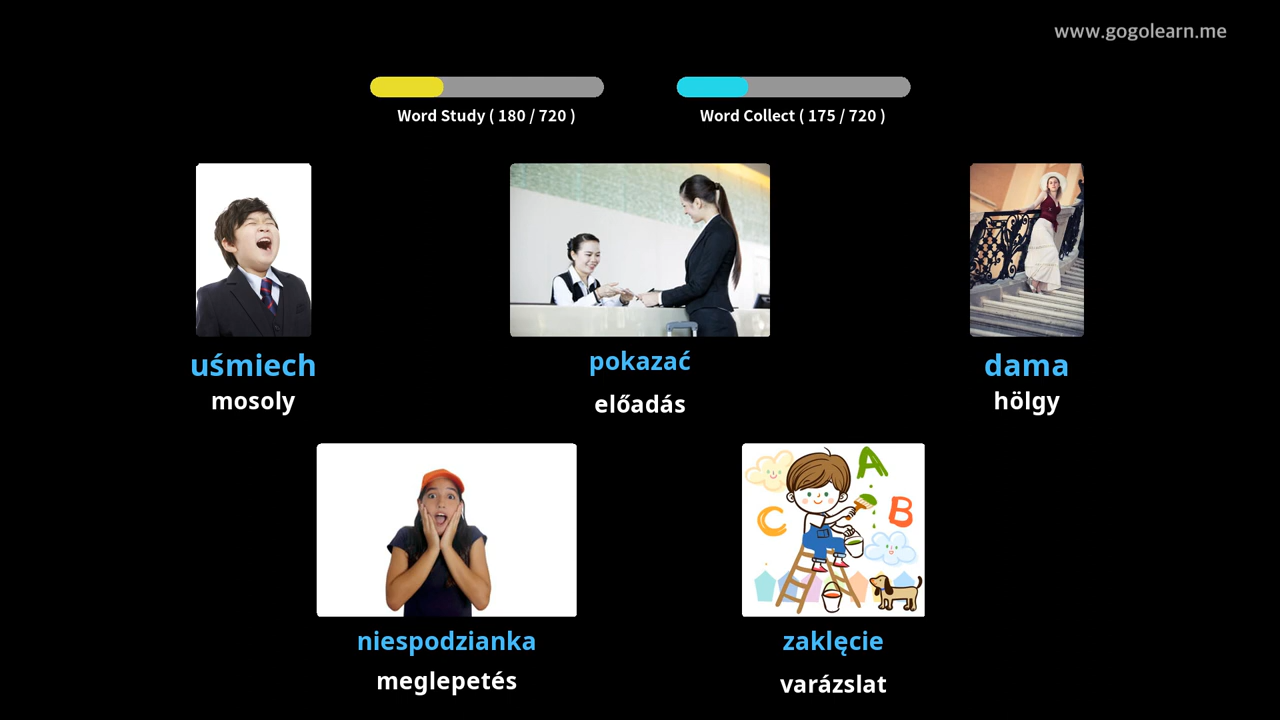 www.gogolearn.me
Word Study ( 180 / 720 )
Word Collect ( 175 / 720 )
uśmiech
mosoly
pokazać
előadás
dama
hölgy
A
B
C
niespodzianka
meglepetés
zaklęcie
varázslat